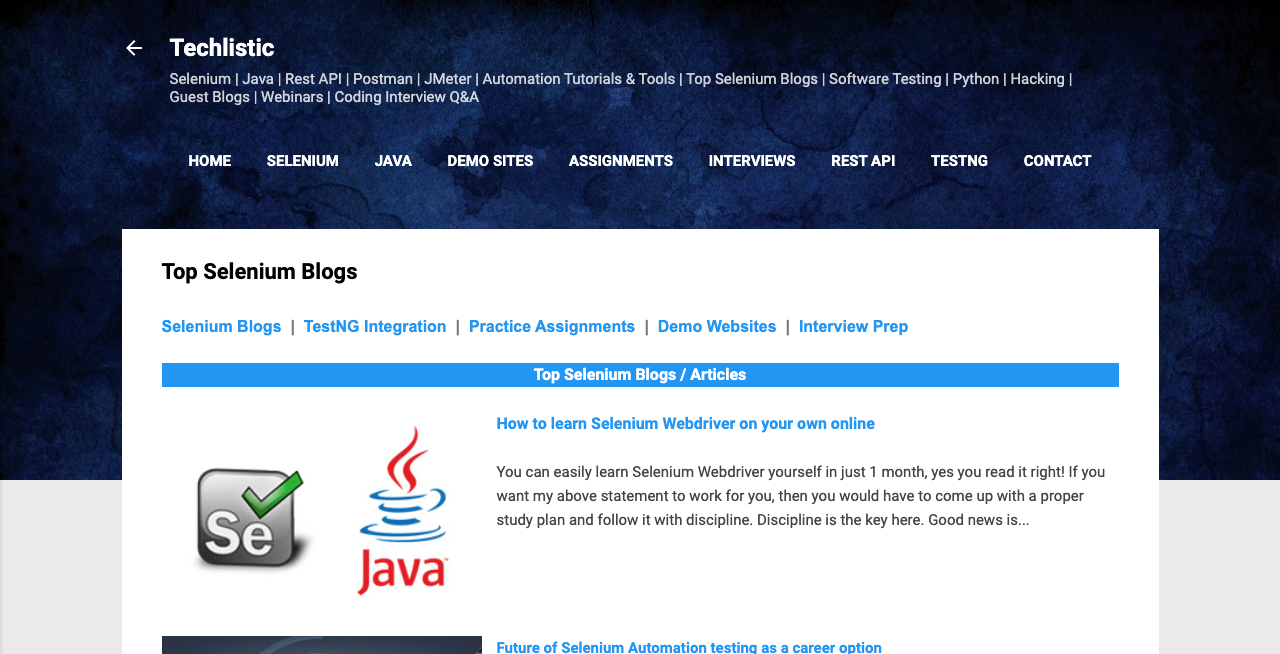 Techlistic
Selenium | Java | Rest API | Postman | JMeter | Automation Tutorials & Tools | Top Selenium Blogs | Software Testing | Python | Hacking |
Guest Blogs | Webinars | Coding Interview Q&A
HOME SELENIUM JAVA DEMO SITES ASSIGNMENTS INTERVIEWS REST API TESTNG CONTACT
Top Selenium Blogs
Selenium Blogs | TestNG Integration | Practice Assignments | Demo Websites | Interview Prep
Top Selenium Blogs / Articles
How to learn Selenium Webdriver on your own online
You can easily learn Selenium Webdriver yourself in just 1 month, yes you read it right! If you
want my above statement to work for you, then you would have to come up with a proper
study plan and follow it with discipline. Discipline is the key here. Good news is...
Se
Java™
Future of Selenium Automation testing as a career option